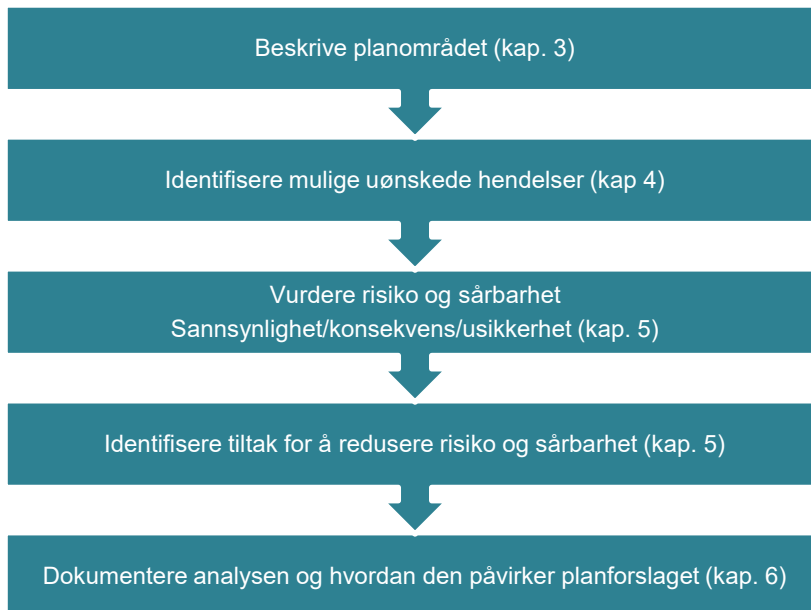 Beskrive planområdet (kap. 3)
Identifisere mulige uønskede hendelser (kap 4)
Vurdere risiko og sårbarhet
Sannsynlighet/konsekvens/usikkerhet (kap. 5)
Identifisere tiltak for å redusere risiko og sårbarhet (kap. 5)
Dokumentere analysen og hvordan den påvirker planforslaget (kap. 6)